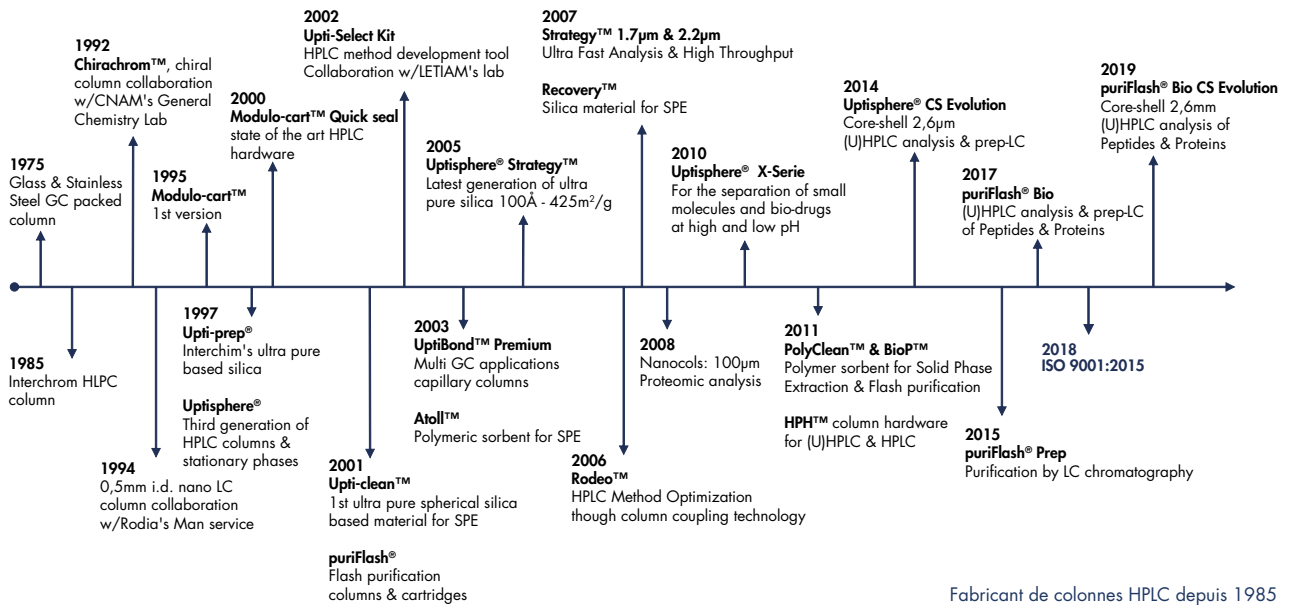 1975
Glass & Stainless
Steel GC packed
column
1985
Interchrom HLPC
column
1992
Chirachrom™, chiral
column collaboration
w/CNAM's General
Chemistry Lab
1994
0,5mm i.d. nano LC
column collaboration
w/Rodia's Man service
1995
Modulo-cart™
1st version
1997
Upti-prep®
Interchim's ultra pure
based silica
Uptisphere®
Third generation of
HPLC columns &
stationary phases
2000
Modulo-cart™ Quick seal
state of the art HPLC
hardware
2001
Upti-clean™
1st ultra pure spherical silica
based material for SPE
puriFlash®
Flash purification
columns & cartridges
2002
Upti-Select Kit
HPLC method development tool
Collaboration w/LETIAM's lab
2003
UptiBond™ Premium
Multi GC applications
capillary columns
Atoll™
Polymeric sorbent for SPE
2005
Uptisphere® Strategy™
Latest generation of ultra
pure silica 100Å - 425m²/g
2006
Rodeo™
HPLC Method Optimization
though column coupling technology
2007
Strategy™ 1.7µm & 2.2µm
Ultra Fast Analysis & High Throughput
Recovery™
Silica material for SPE
2008
Nanocols: 100µm
Proteomic analysis
2010
Uptisphere® X-Serie
For the separation of small
molecules and bio-drugs
at high and low pH
2011
PolyClean™ & BioP™
Polymer sorbent for Solid Phase
Extraction & Flash purification
HPH™ column hardware
for (U)HPLC & HPLC
2014
Uptisphere® CS Evolution
Core-shell 2,6µm
(U)HPLC analysis & prep-LC
2015
puriFlash® Prep
Purification by LC chromatography
2017
puriFlash® Bio
(U)HPLC analysis & prep-LC
of Peptides & Proteins
2018
ISO 9001:2015
2019
puriFlash® Bio CS Evolution
Core-shell 2,6mm
(U)HPLC analysis of
Peptides & Proteins
Fabricant de colonnes HPLC depuis 1985